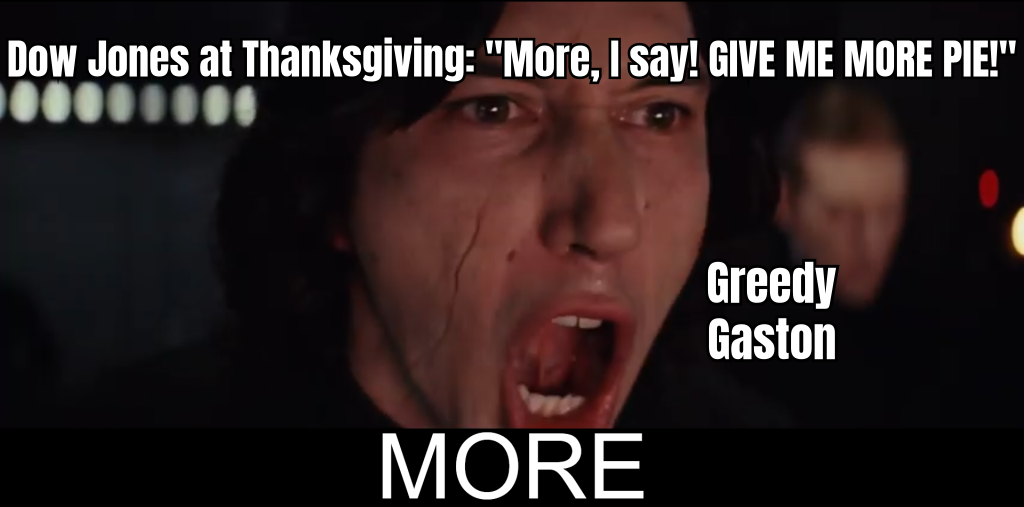 Dow Jones at Thanksgiving: "More, I say! GIVE ME MORE PIE!"
Greedy
Gaston
MORE